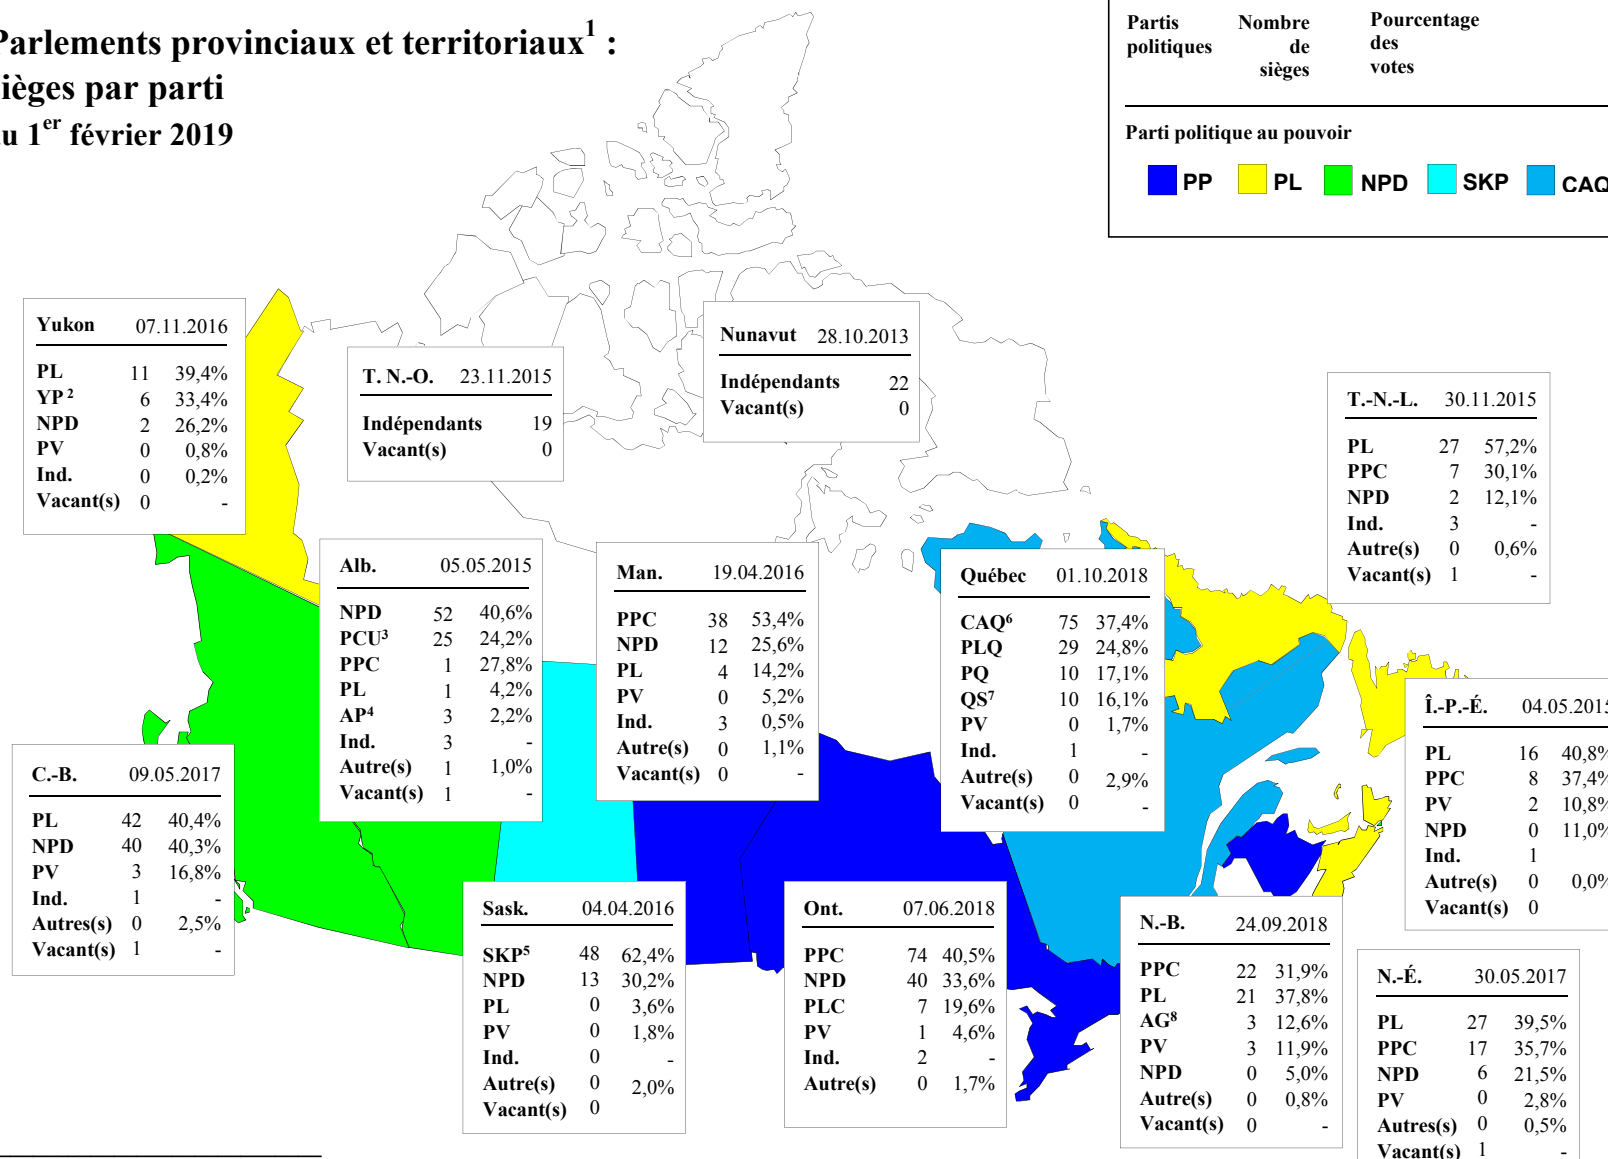 Parlements provinciaux et territoriaux1 :
ièges par parti
u 1er février 2019
Partis politiques Nombre de sièges Pourcentage des votes
Parti politique au pouvoir
PP PL NPD SKP CAQ
Yukon 07.11.2016
PL 11 39,4%
YP 2 6 33,4%
NPD 2 26,2%
PV 0 0,8%
Ind. 0 0,2%
Vacant(s) 0 -
T. N.-O. 23.11.2015
Indépendants 19
Vacant(s) 0
Nunavut 28.10.2013
Indépendants 22
Vacant(s) 0
T.-N.-L. 30.11.2015
PL 27 57,2%
PPC 7 30,1%
NPD 2 12,1%
Ind. 3 -
Autre(s) 0 0,6%
Vacant(s) 1 -
Alb. 05.05.2015
NPD 52 40,6%
PCU3 25 24,2%
PPC 1 27,8%
PL 1 4,2%
AP4 3 2,2%
Ind. 3 -
Autre(s) 1 1,0%
Vacant(s) 1 -
Man. 19.04.2016
PPC 38 53,4%
NPD 12 25,6%
PL 4 14,2%
PV 0 5,2%
Ind. 3 0,5%
Autre(s) 0 1,1%
Vacant(s) 0 -
Québec 01.10.2018
CAQ6 75 37,4%
PLQ 29 24,8%
PQ 10 17,1%
QS7 10 16,1%
PV 0 1,7%
Ind. 1 -
Autre(s) 0 2,9%
Vacant(s) 0 -
Î.-P.-É. 04.05.2015
PL 16 40,8%
PPC 8 37,4%
PV 2 10,8%
NPD 0 11,0%
Ind. 1
Autre(s) 0 0,0%
Vacant(s) 0
C.-B. 09.05.2017
PL 42 40,4%
NPD 40 40,3%
PV 3 16,8%
Ind. 1 -
Autres(s) 0 2,5%
Vacant(s) 1 -
Sask. 04.04.2016
SKP5 48 62,4%
NPD 13 30,2%
PL 0 3,6%
PV 0 1,8%
Ind. 0 -
Autre(s) 0 2,0%
Vacant(s) 0
Ont. 07.06.2018
PPC 74 40,5%
NPD 40 33,6%
PLC 7 19,6%
PV 1 4,6%
Ind. 2 -
Autre(s) 0 1,7%
N.-B. 24.09.2018
PPC 22 31,9%
PL 21 37,8%
AG8 3 12,6%
PV 3 11,9%
NPD 0 5,0%
Autre(s) 0 0,8%
Vacant(s) 0 -
N.-É. 30.05.2017
PL 27 39,5%
PPC 17 35,7%
NPD 6 21,5%
PV 0 2,8%
Autres(s) 0 0,5%
Vacant(s) 1 -